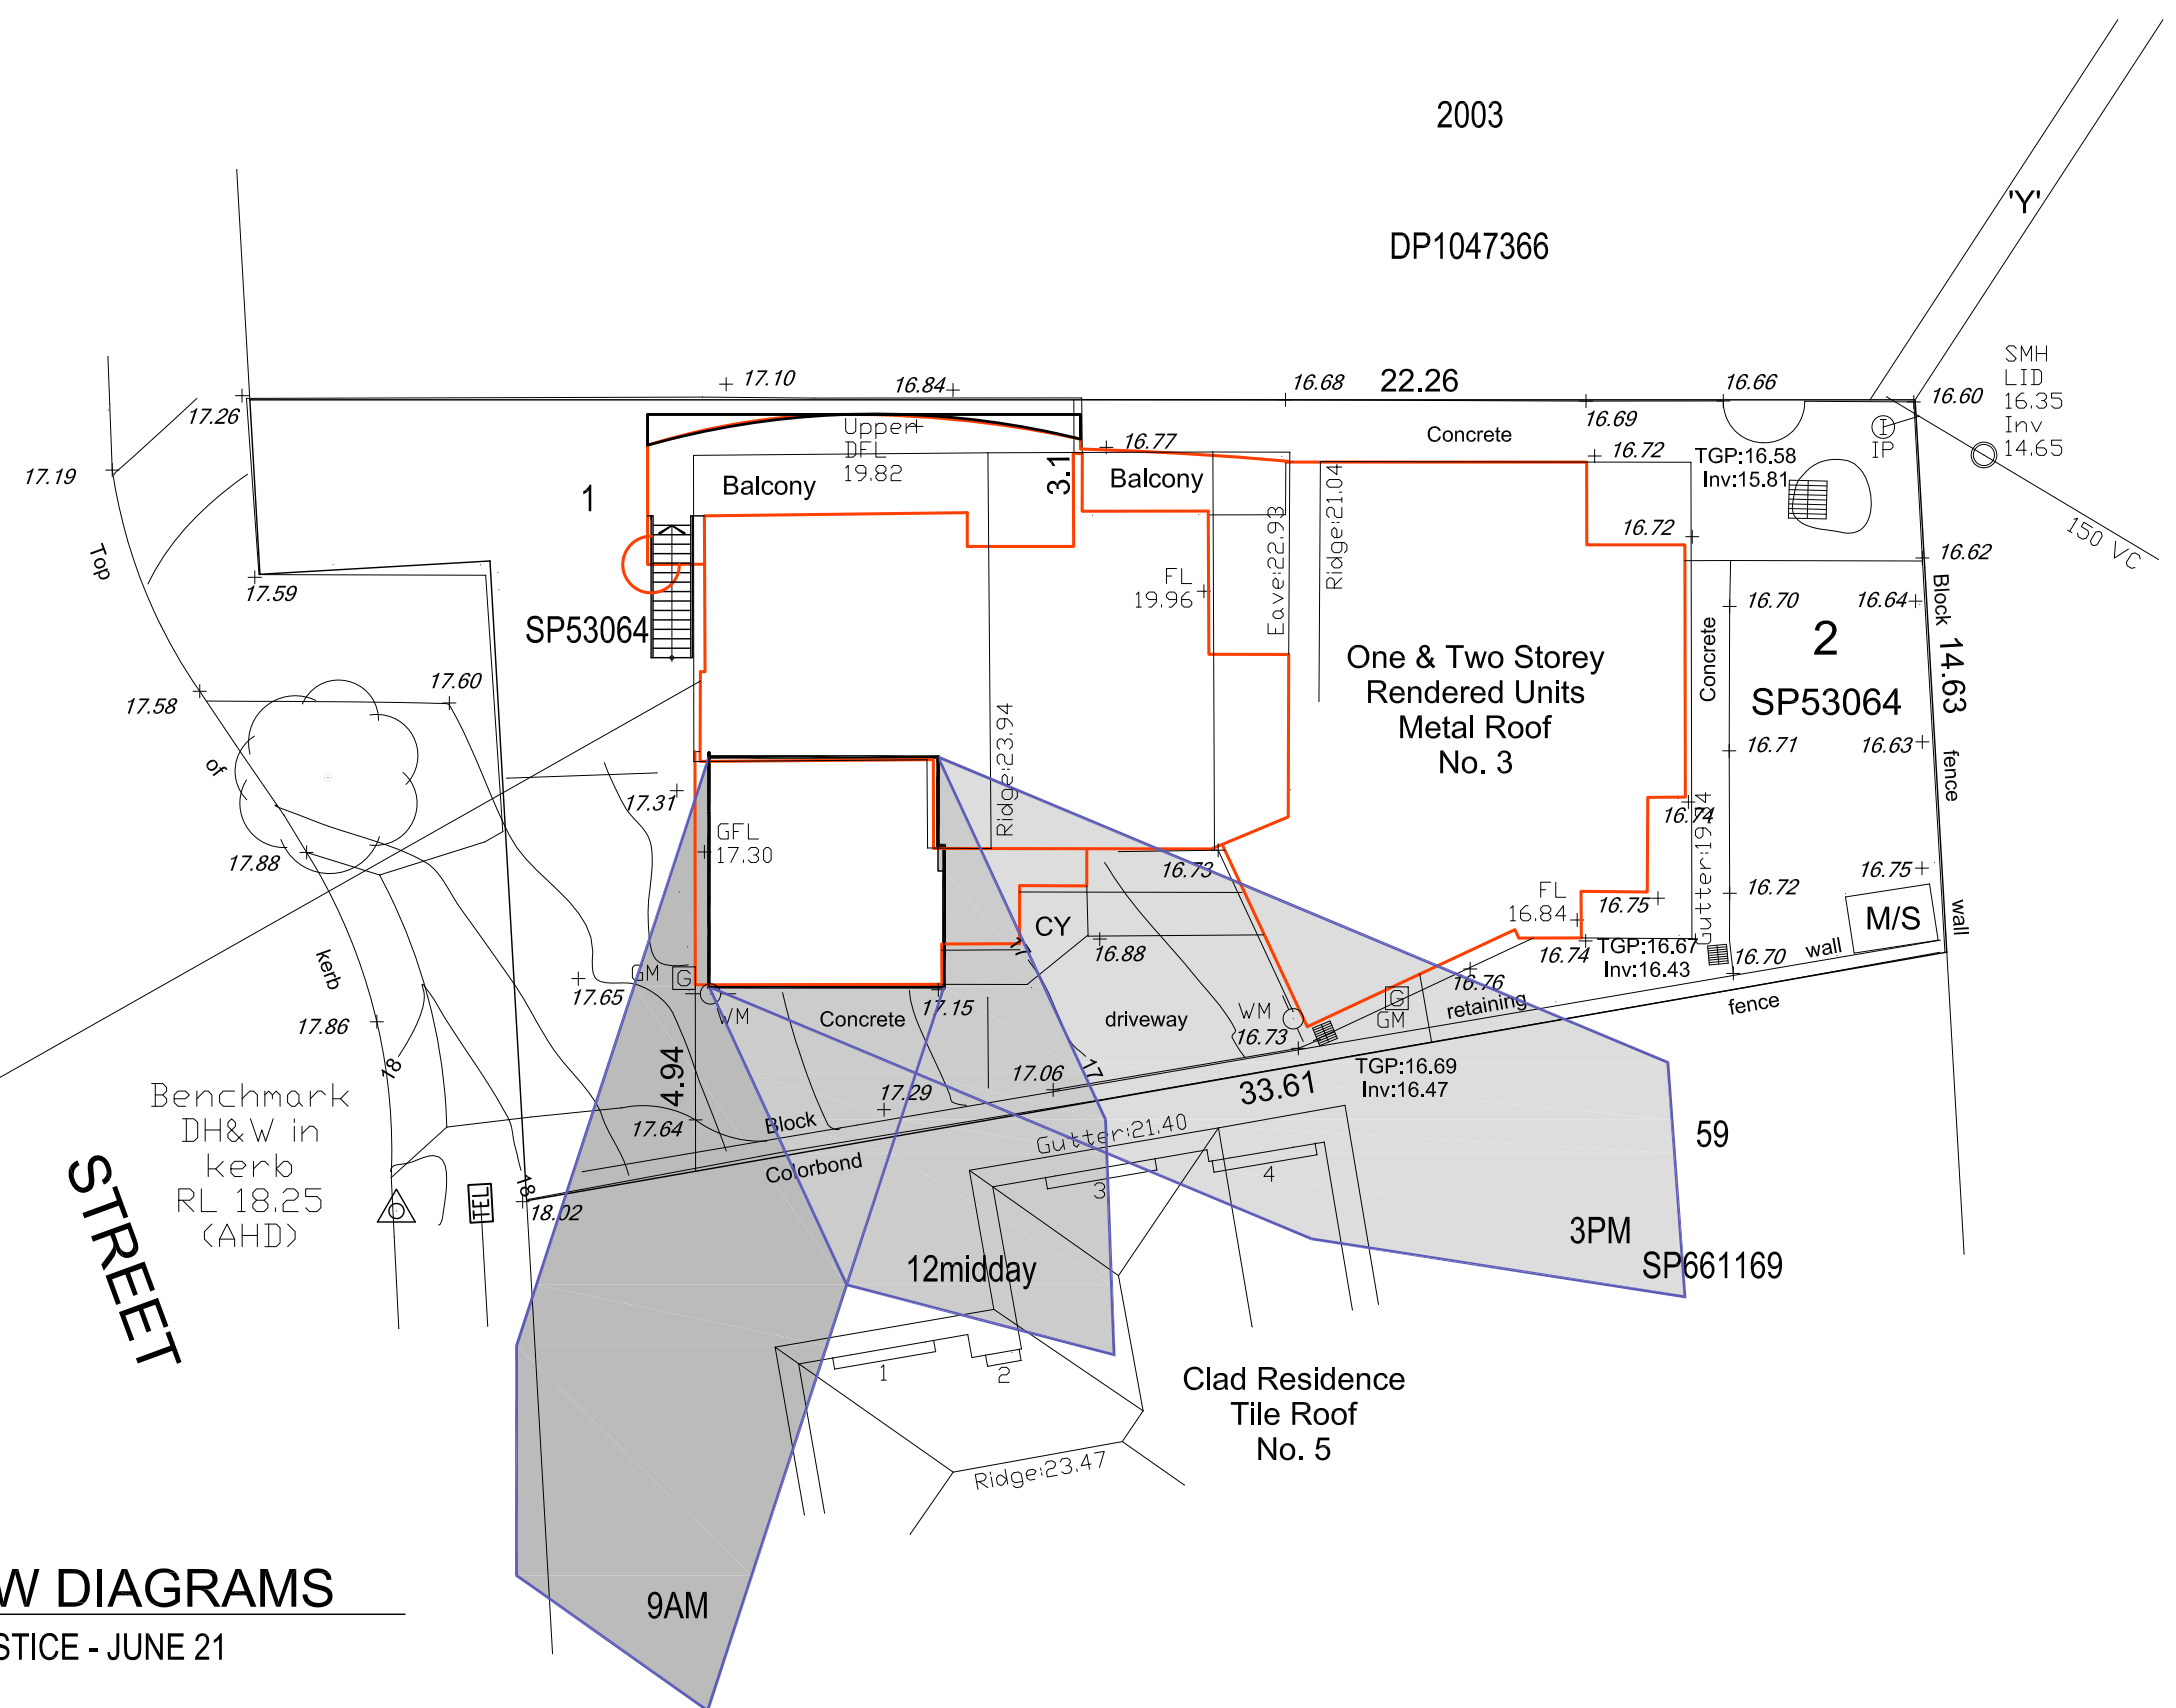 2003
DP1047366
'Y'
SMH
LID
16.35
Inv
14.65
150 VC
17.26
17.10
16.84
16.68
22.26
16.66
16.60
16.69
16.72
16.77
Concrete
TGP:16.58
Inv:15.81
IP
17.19
Upper
DFL
19.82
Balcony
3.1
Balcony
1
Ridge:21.04
Eave:22.93
16.72
16.62
Top
of
kerb
17.59
SP53064
FL
19.96
One & Two Storey
Rendered Units
Metal Roof
No. 3
Concrete
16.70
16.64
Block
14.63
fence
wall
2
SP53064
17.58
17.60
16.71
16.63
Ridge:23.94
17.31
GFL
17.30
16.74
17.88
16.73
16.72
16.75
FL
16.84
16.75
M/S
CY
17
16.88
16.74
TGP:16.67
Inv:16.43
16.70
wall
GM
G
17.65
WM
17.15
16.76
retaining
fence
17.86
Concrete
driveway
WM
16.73
G
GM
18
4.94
17.06
17
17.29
33.61
TGP:16.69
Inv:16.47
Benchmark
DH&W in
kerb
RL 18.25
(AHD)
17.64
Block
Gutter:21.40
59
Colorbond
3
4
STREET
TEL
18
18.02
12midday
3PM
SP661169
1
2
Clad Residence
Tile Roof
No. 5
Ridge:23.47
W DIAGRAMS
9AM
STICE - JUNE 21